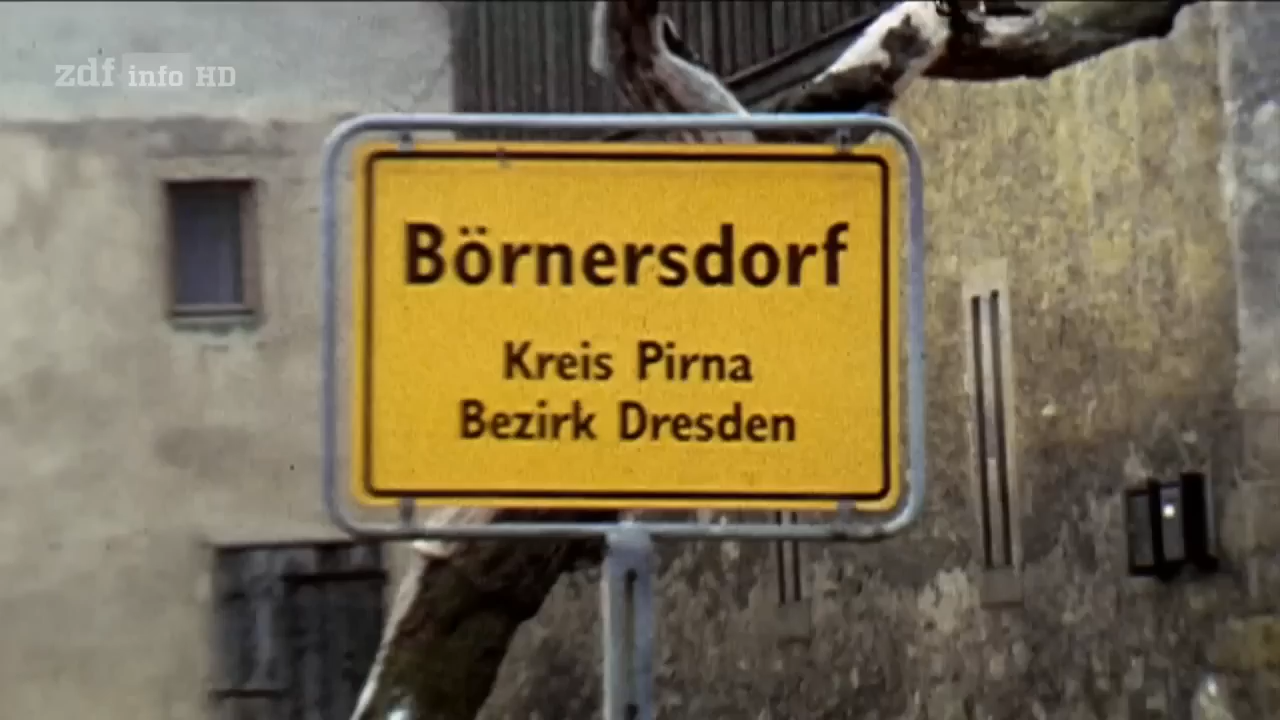 zdf info HD
Börnersdorf
Kreis Pirna
Bezirk Dresden